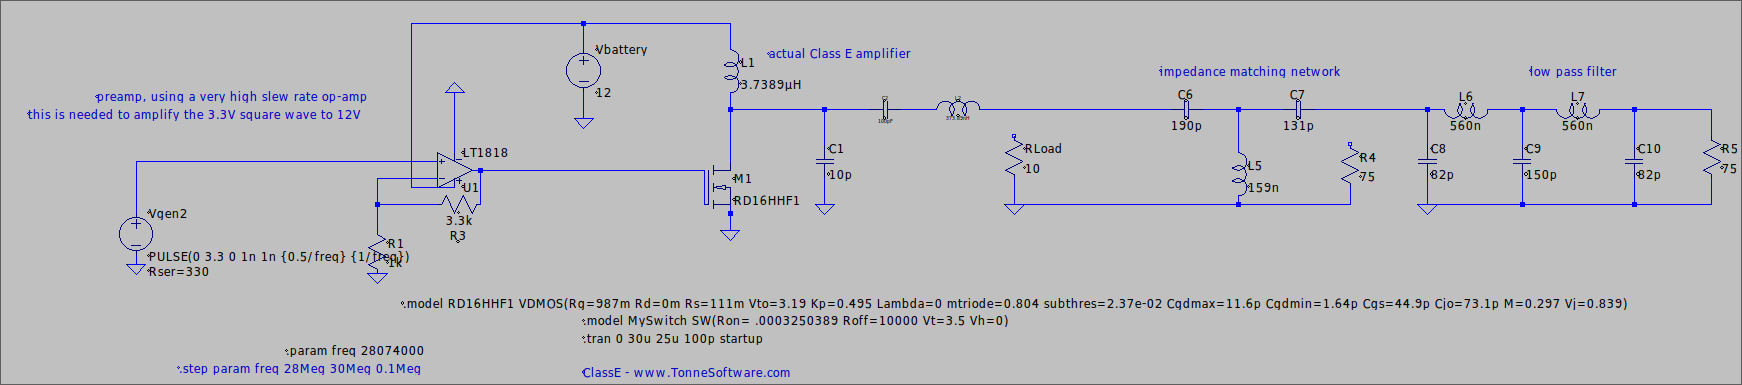 Vbattery
12
L1
3.7389µH
actual Class E amplifier
impedance matching network
low pass filter
preamp, using a very high slew rate op-amp
this is needed to amplify the 3.3V square wave to 12V
C2
100pF
L2
C6
190p
C7
131p
L6
560n
L7
560n
LT1818
U1
3.3k
R3
M1
RD16HHF1
C1
10p
RLoad
10
L5
159n
R4
75
C8
82p
C9
150p
C10
82p
R5
75
Vgen2
PULSE(0 3.3 0 1n 1n {0.5/freq} {1/freq})
Rser=330
R1
1k
.model RD16HHF1 VDMOS(Rg=987m Rd=0m Rs=111m Vto=3.19 Kp=0.495 Lambda=0 mtriode=0.804 subthres=2.37e-02 Cgdmax=11.6p Cgdmin=1.64p Cgs=44.9p Cjo=73.1p M=0.297 Vj=0.839)
.model MySwitch SW(Ron= .0003250389 Roff=10000 Vt=3.5 Vh=0)
.tran 0 30u 25u 100p startup
.param freq 28074000
.step param freq 28Meg 30Meg 0.1Meg
ClassE - www.TonneSoftware.com